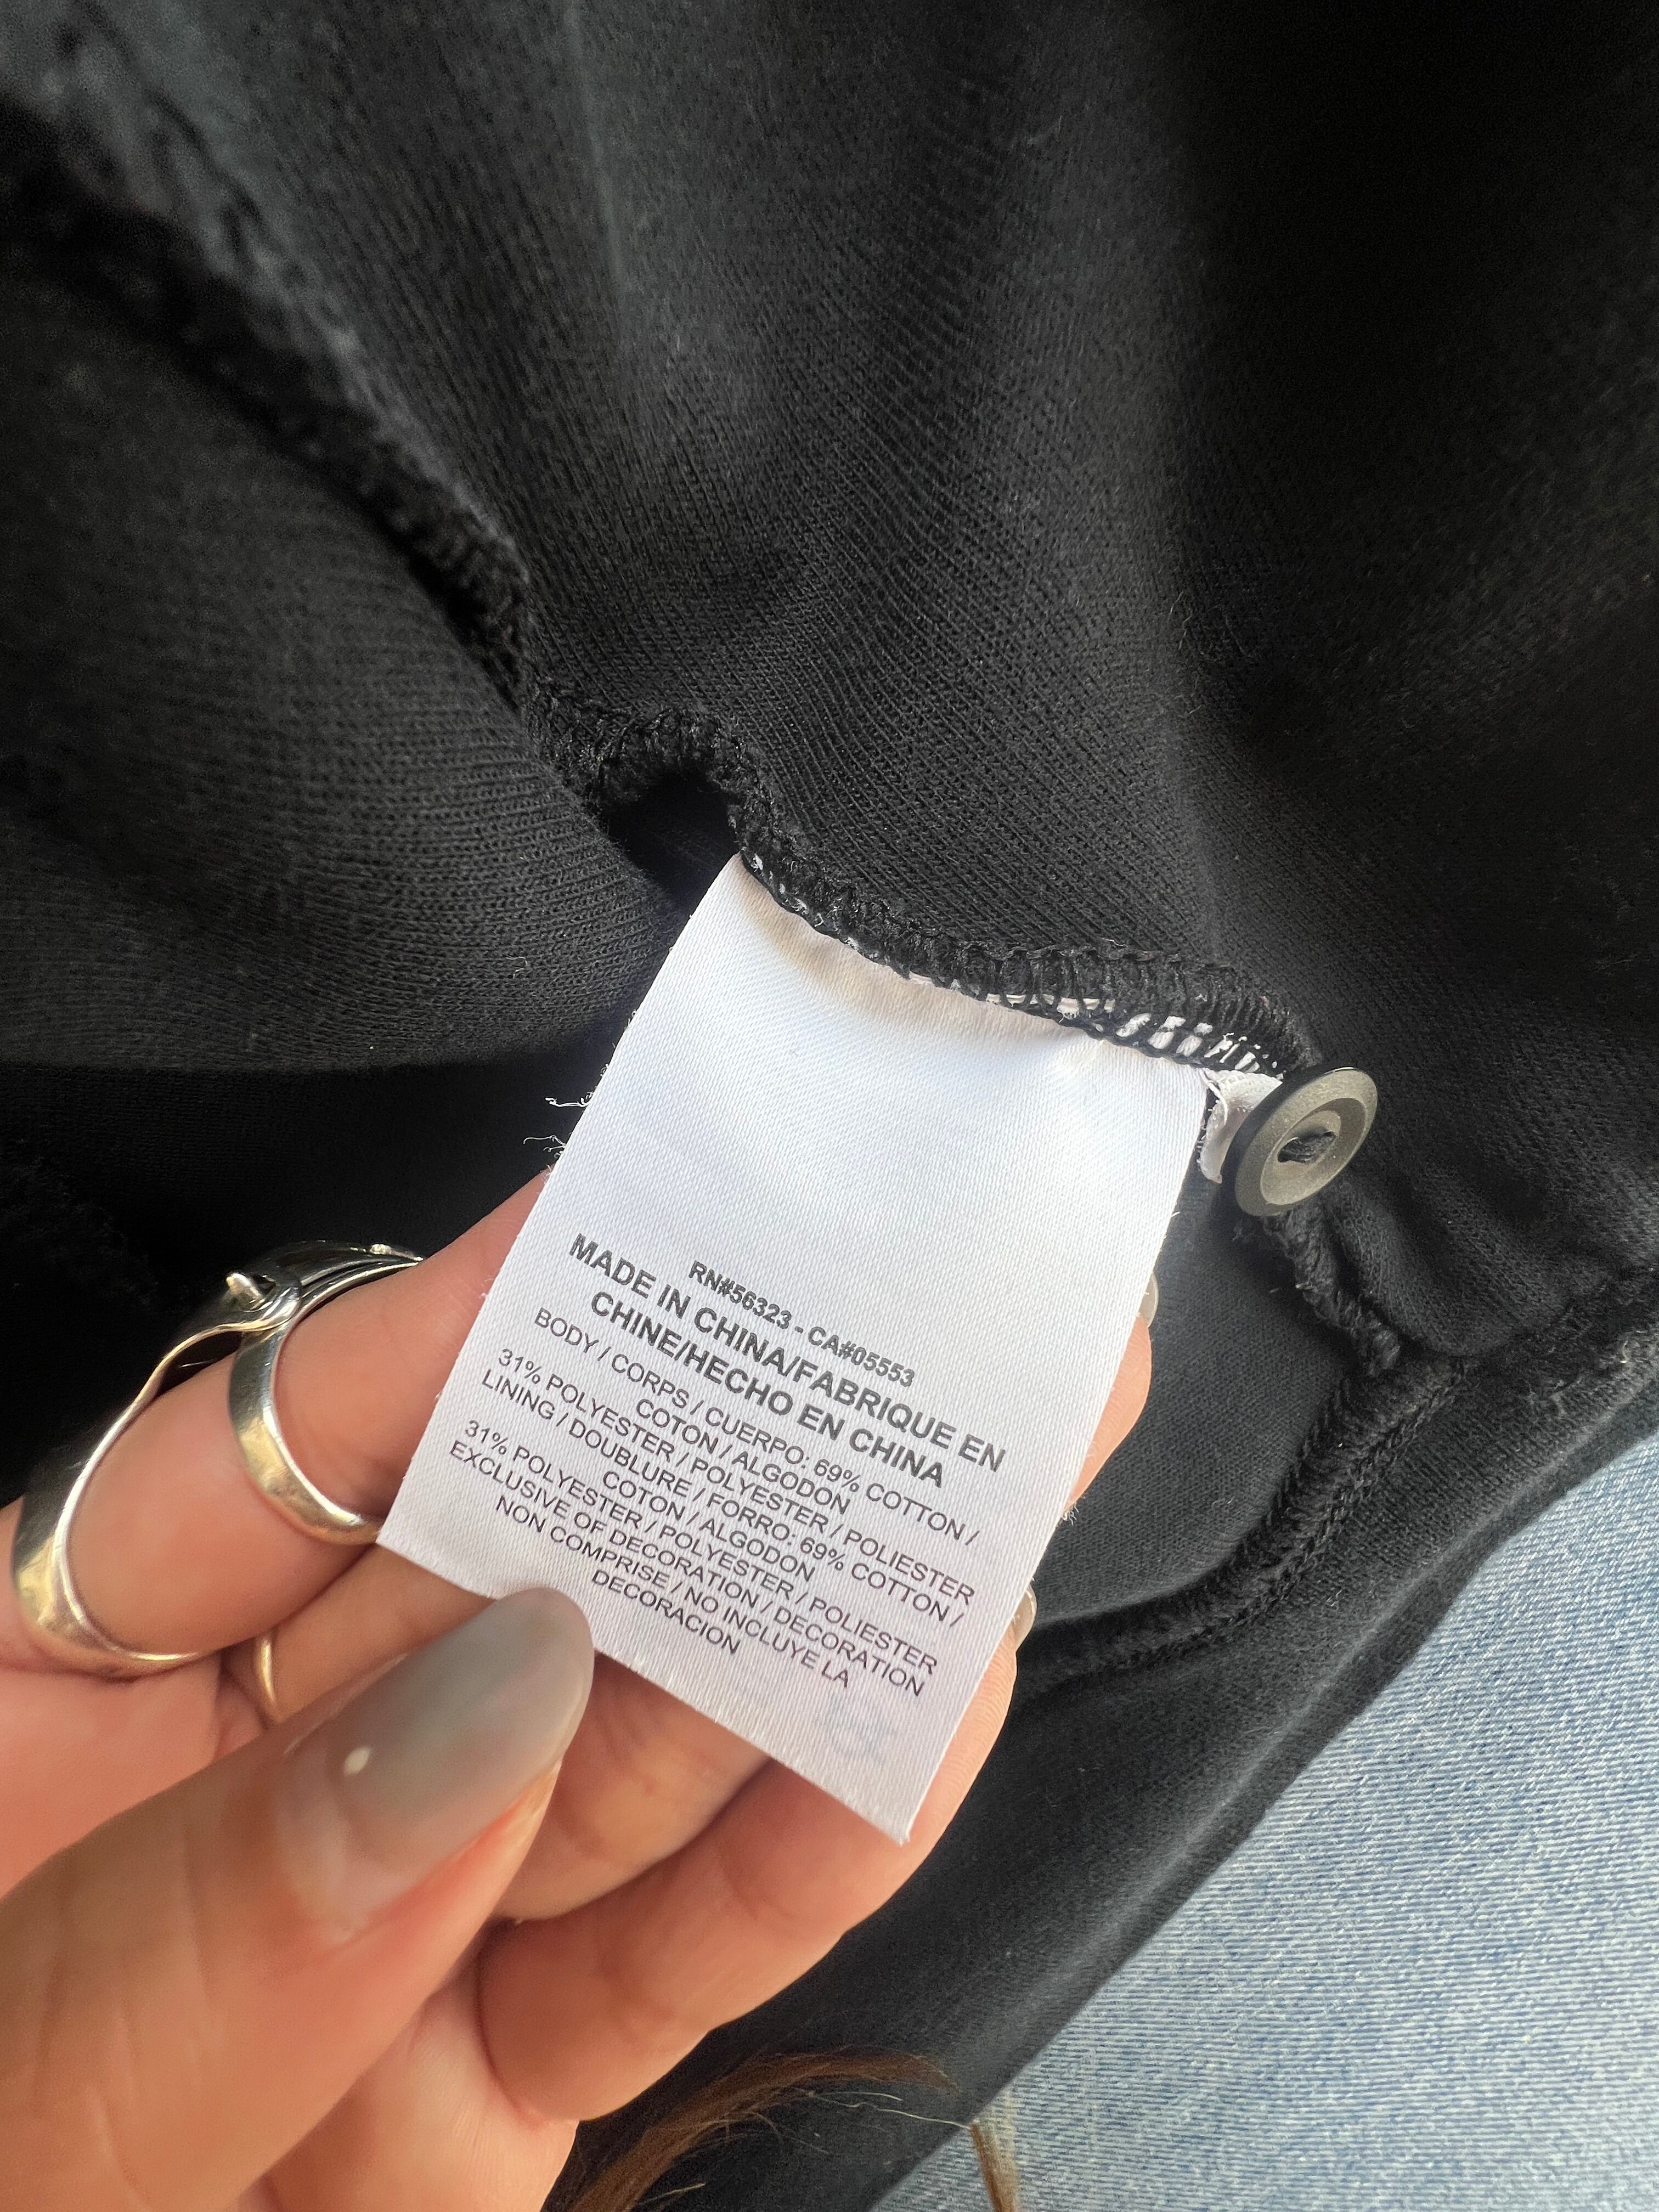 RN#56323 - CA#05553
MADE IN CHINA/FABRIQUE EN
CHINE/HECHO EN CHINA
BODY / CORPS / CUERPO: 69% COTTON /
COTON / ALGODON
31% POLYESTER / POLYESTER / POLIESTER
LINING / DOUBLURE / FORRO: 69% COTTON /
COTON / ALGODON
31% POLYESTER / POLYESTER / POLIESTER
EXCLUSIVE OF DECORATION / DECORATION
NON COMPRISE / NO INCLUYE LA
DECORACION